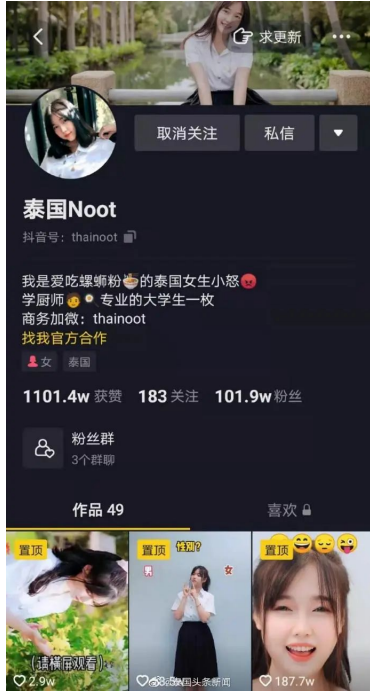 求更新
取消关注 私信
泰国Noot
抖音号：thainoot
我是爱吃螺蛳粉🍜的泰国女生小怒😡
学厨师🧑‍🍳专业的大学生一枚
商务加微：thainoot
找我官方合作
女 泰国
1101.4w 获赞 183 关注 101.9w 粉丝
粉丝群
3个群聊
作品 49 喜欢
置顶 置顶 性别? 置顶
男 女
(请横屏观看)
2.9w 187.7w